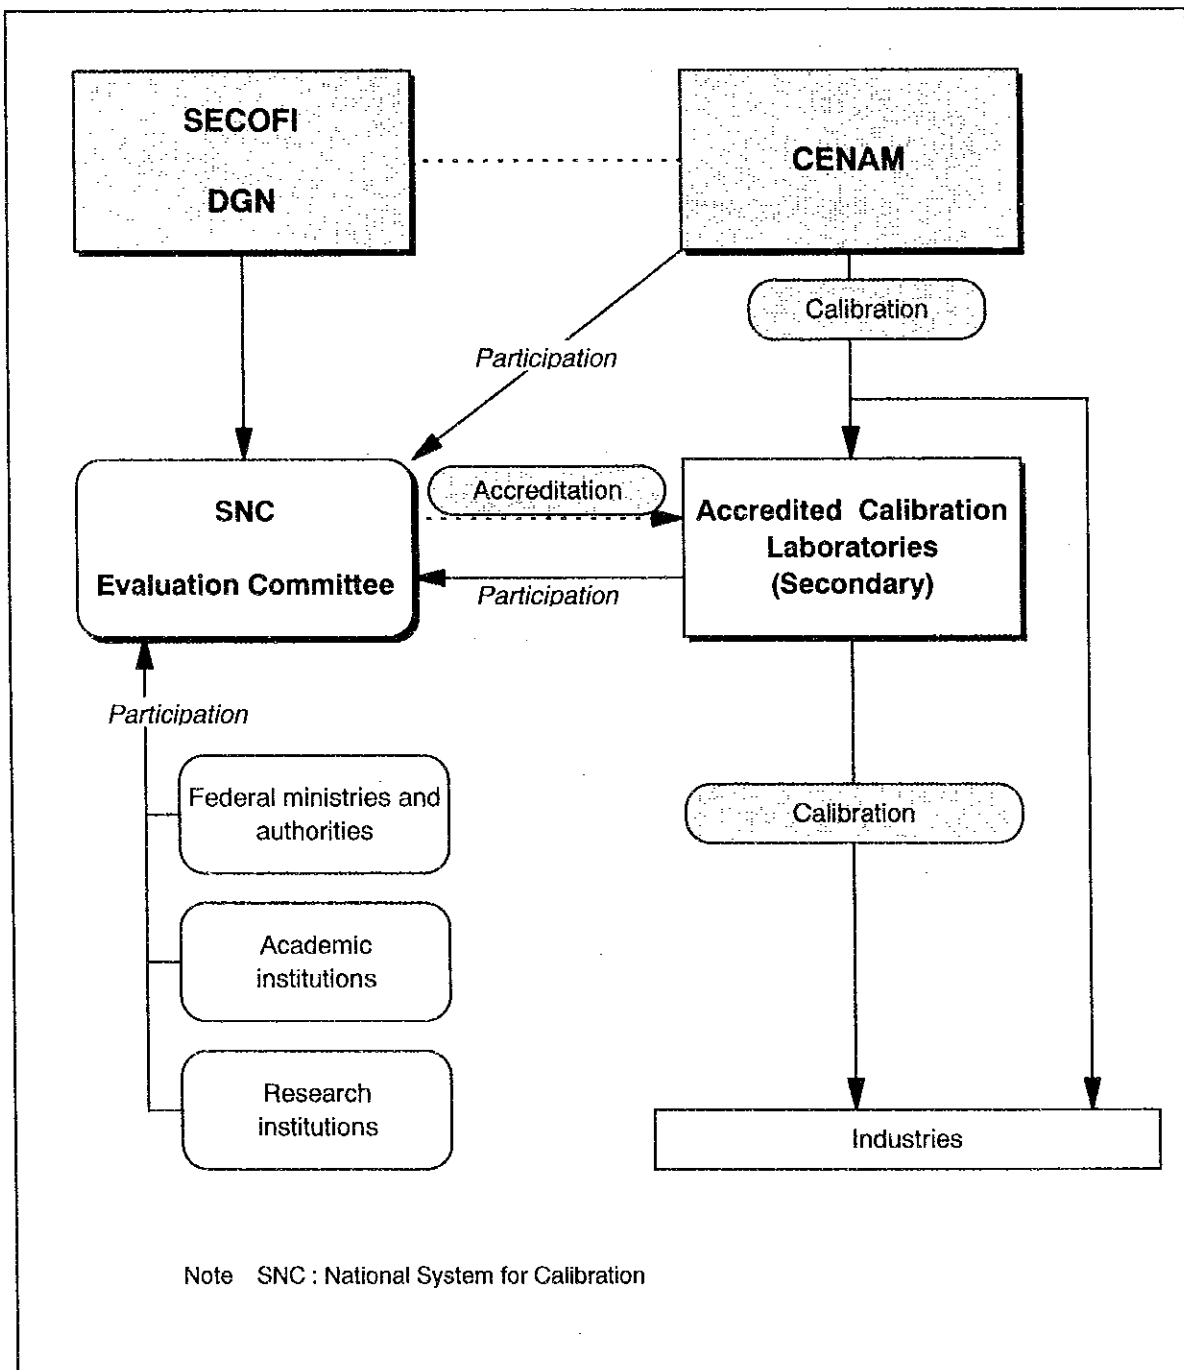 SECOFI
DGN
CENAM
Calibration
Participation
SNC
Evaluation Committee
Accreditation
Accredited Calibration
Laboratories
(Secondary)
Participation
Participation
Federal ministries and
authorities
Calibration
Academic
institutions
Research
institutions
Industries
Note SNC : National System for Calibration